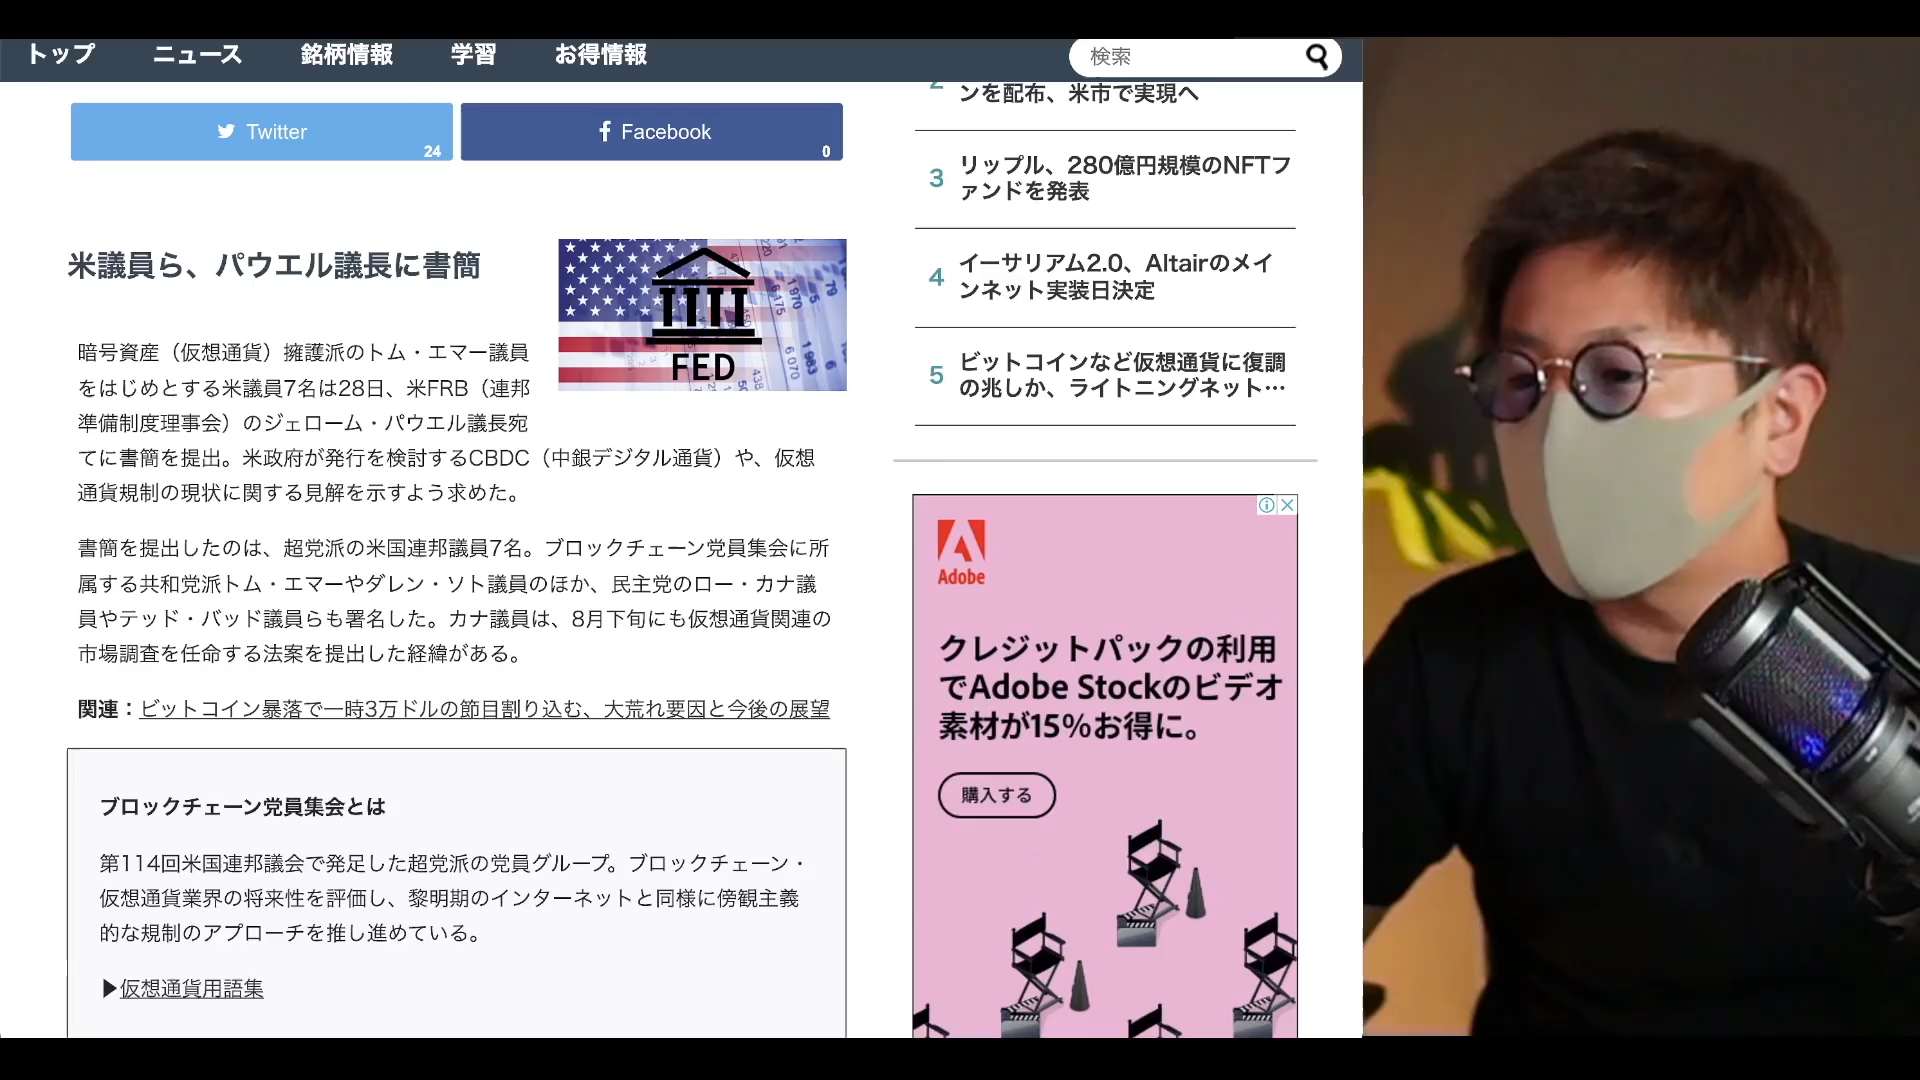 トップ
ニュース
銘柄情報
学習
お得情報
検索
Twitter
24
Facebook
0
米議員ら、パウエル議長に書簡
FED
暗号資産（仮想通貨）擁護派のトム・エマー議員
をはじめとする米議員7名は28日、米FRB（連邦
準備制度理事会）のジェローム・パウエル議長宛
てに書簡を提出。米政府が発行を検討するCBDC（中銀デジタル通貨）や、仮想
通貨規制の現状に関する見解を示すよう求めた。
書簡を提出したのは、超党派の米国連邦議員7名。ブロックチェーン党員集会に所
属する共和党派トム・エマーやダレン・ソト議員のほか、民主党のロー・カナ議
員やテッド・バッド議員らも署名した。カナ議員は、8月下旬にも仮想通貨関連の
市場調査を任命する法案を提出した経緯がある。
関連：ビットコイン暴落で一時3万ドルの節目割り込む、大荒れ要因と今後の展望
ブロックチェーン党員集会とは
第114回米国連邦議会で発足した超党派の党員グループ。ブロックチェーン・
仮想通貨業界の将来性を評価し、黎明期のインターネットと同様に傍観主義
的な規制のアプローチを推し進めている。
▶仮想通貨用語集
2
ンを配布、米市で実現へ
3
リップル、280億円規模のNFTフ
ァンドを発表
4
イーサリアム2.0、Altairのメイ
ンネット実装日決定
5
ビットコインなど仮想通貨に復調
の兆しか、ライトニングネット…
Adobe
クレジットパックの利用
でAdobe Stockのビデオ
素材が15%お得に。
購入する